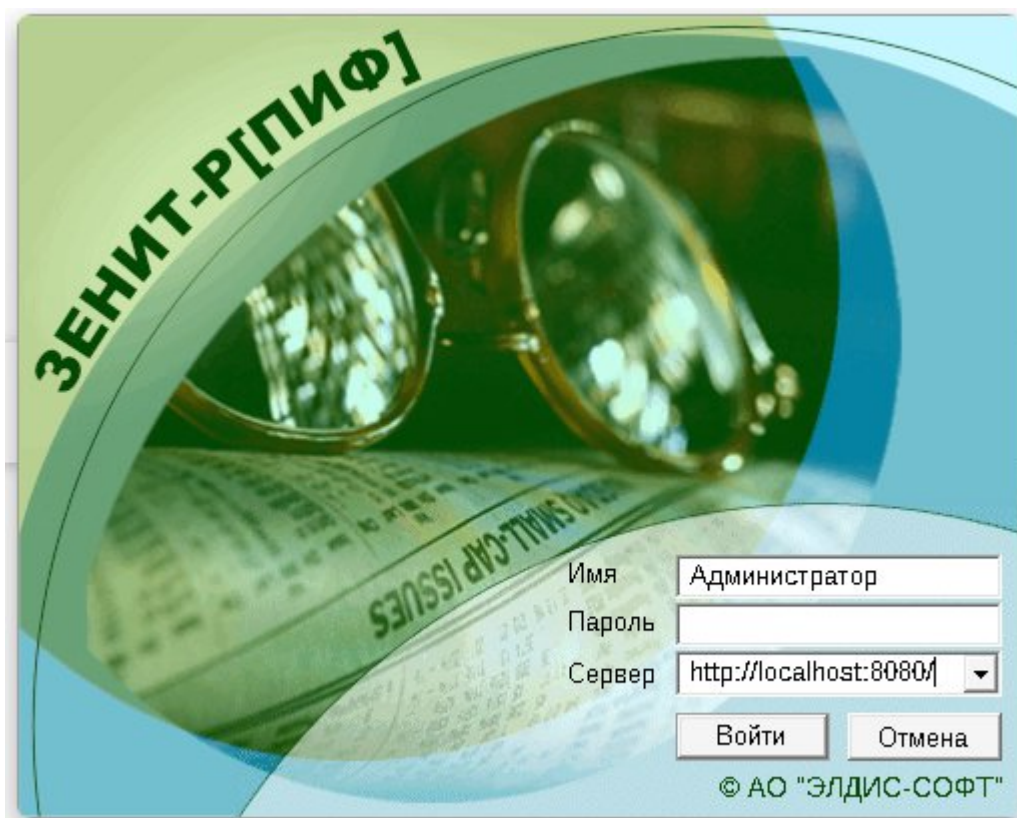 ЗЕНИТ-Р[ПИФ]
SMALL-CAP ISSUES
Имя Администратор
Пароль
Сервер http://localhost:8080/
Войти Отмена
© АО "ЭЛДИС-СОФТ"